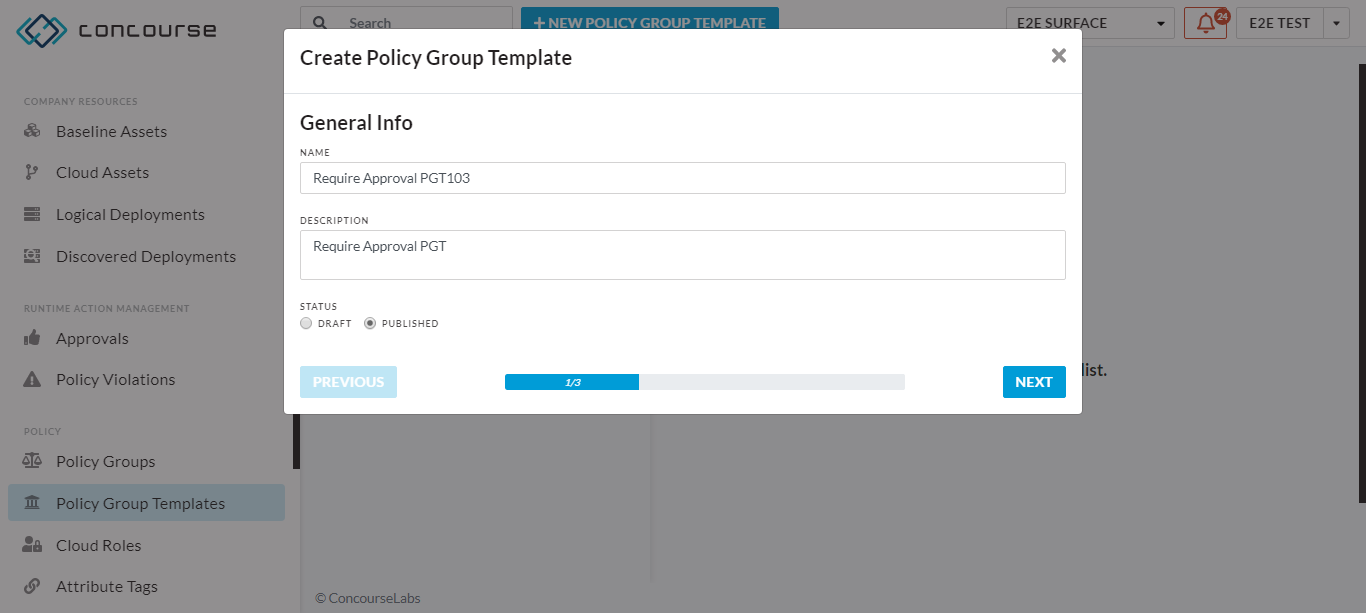 concourse
Search
+ NEW POLICY GROUP TEMPLATE
E2E SURFACE
24
E2E TEST
Create Policy Group Template
×
General Info
NAME
Require Approval PGT103
DESCRIPTION
Require Approval PGT
STATUS
DRAFT PUBLISHED
PREVIOUS
1/3
NEXT
COMPANY RESOURCES
Baseline Assets
Cloud Assets
Logical Deployments
Discovered Deployments
RUNTIME ACTION MANAGEMENT
Approvals
Policy Violations
POLICY
Policy Groups
Policy Group Templates
Cloud Roles
Attribute Tags
list.
© ConcourseLabs